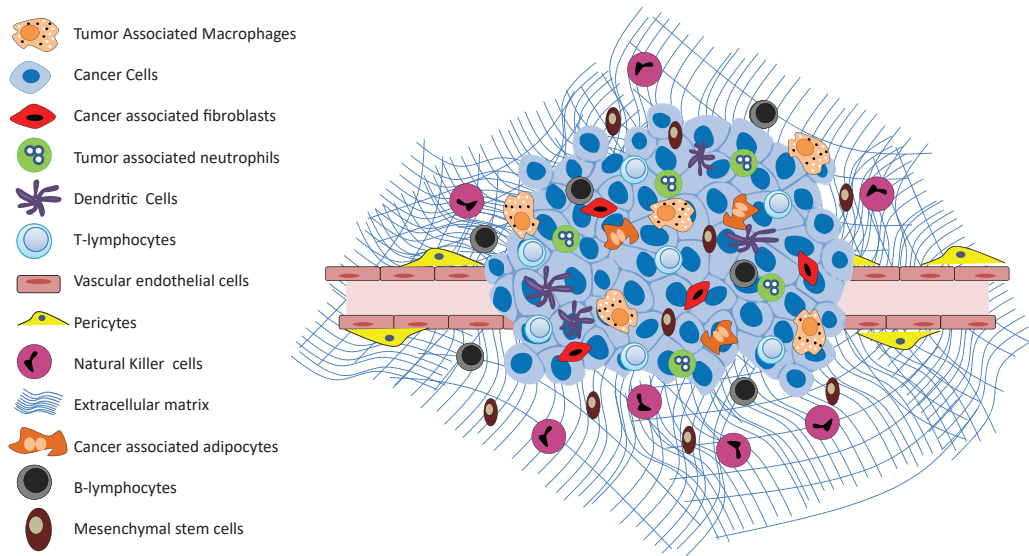 Tumor Associated Macrophages
Cancer Cells
Cancer associated fibroblasts
Tumor associated neutrophils
Dendritic Cells
T-lymphocytes
Vascular endothelial cells
Pericytes
Natural Killer cells
Extracellular matrix
Cancer associated adipocytes
B-lymphocytes
Mesenchymal stem cells